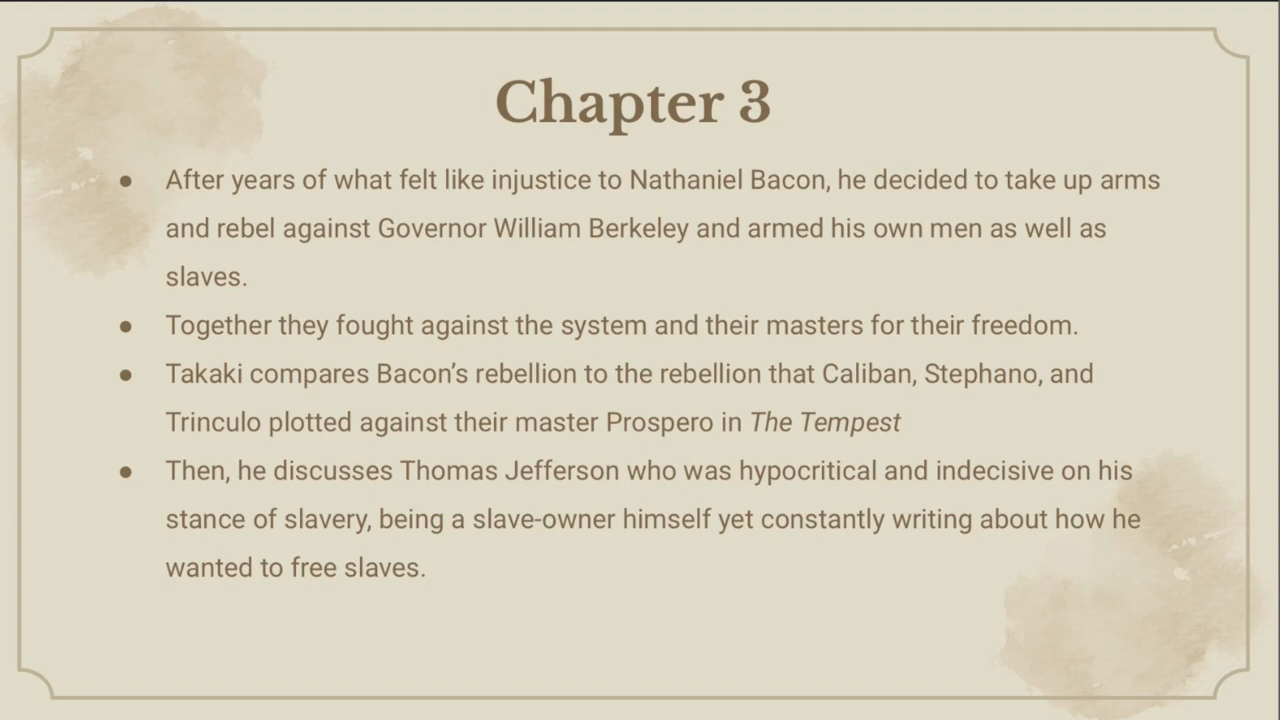 Chapter 3
● After years of what felt like injustice to Nathaniel Bacon, he decided to take up arms
and rebel against Governor William Berkeley and armed his own men as well as
slaves.
● Together they fought against the system and their masters for their freedom.
● Takaki compares Bacon’s rebellion to the rebellion that Caliban, Stephano, and
Trinculo plotted against their master Prospero in The Tempest
● Then, he discusses Thomas Jefferson who was hypocritical and indecisive on his
stance of slavery, being a slave-owner himself yet constantly writing about how he
wanted to free slaves.